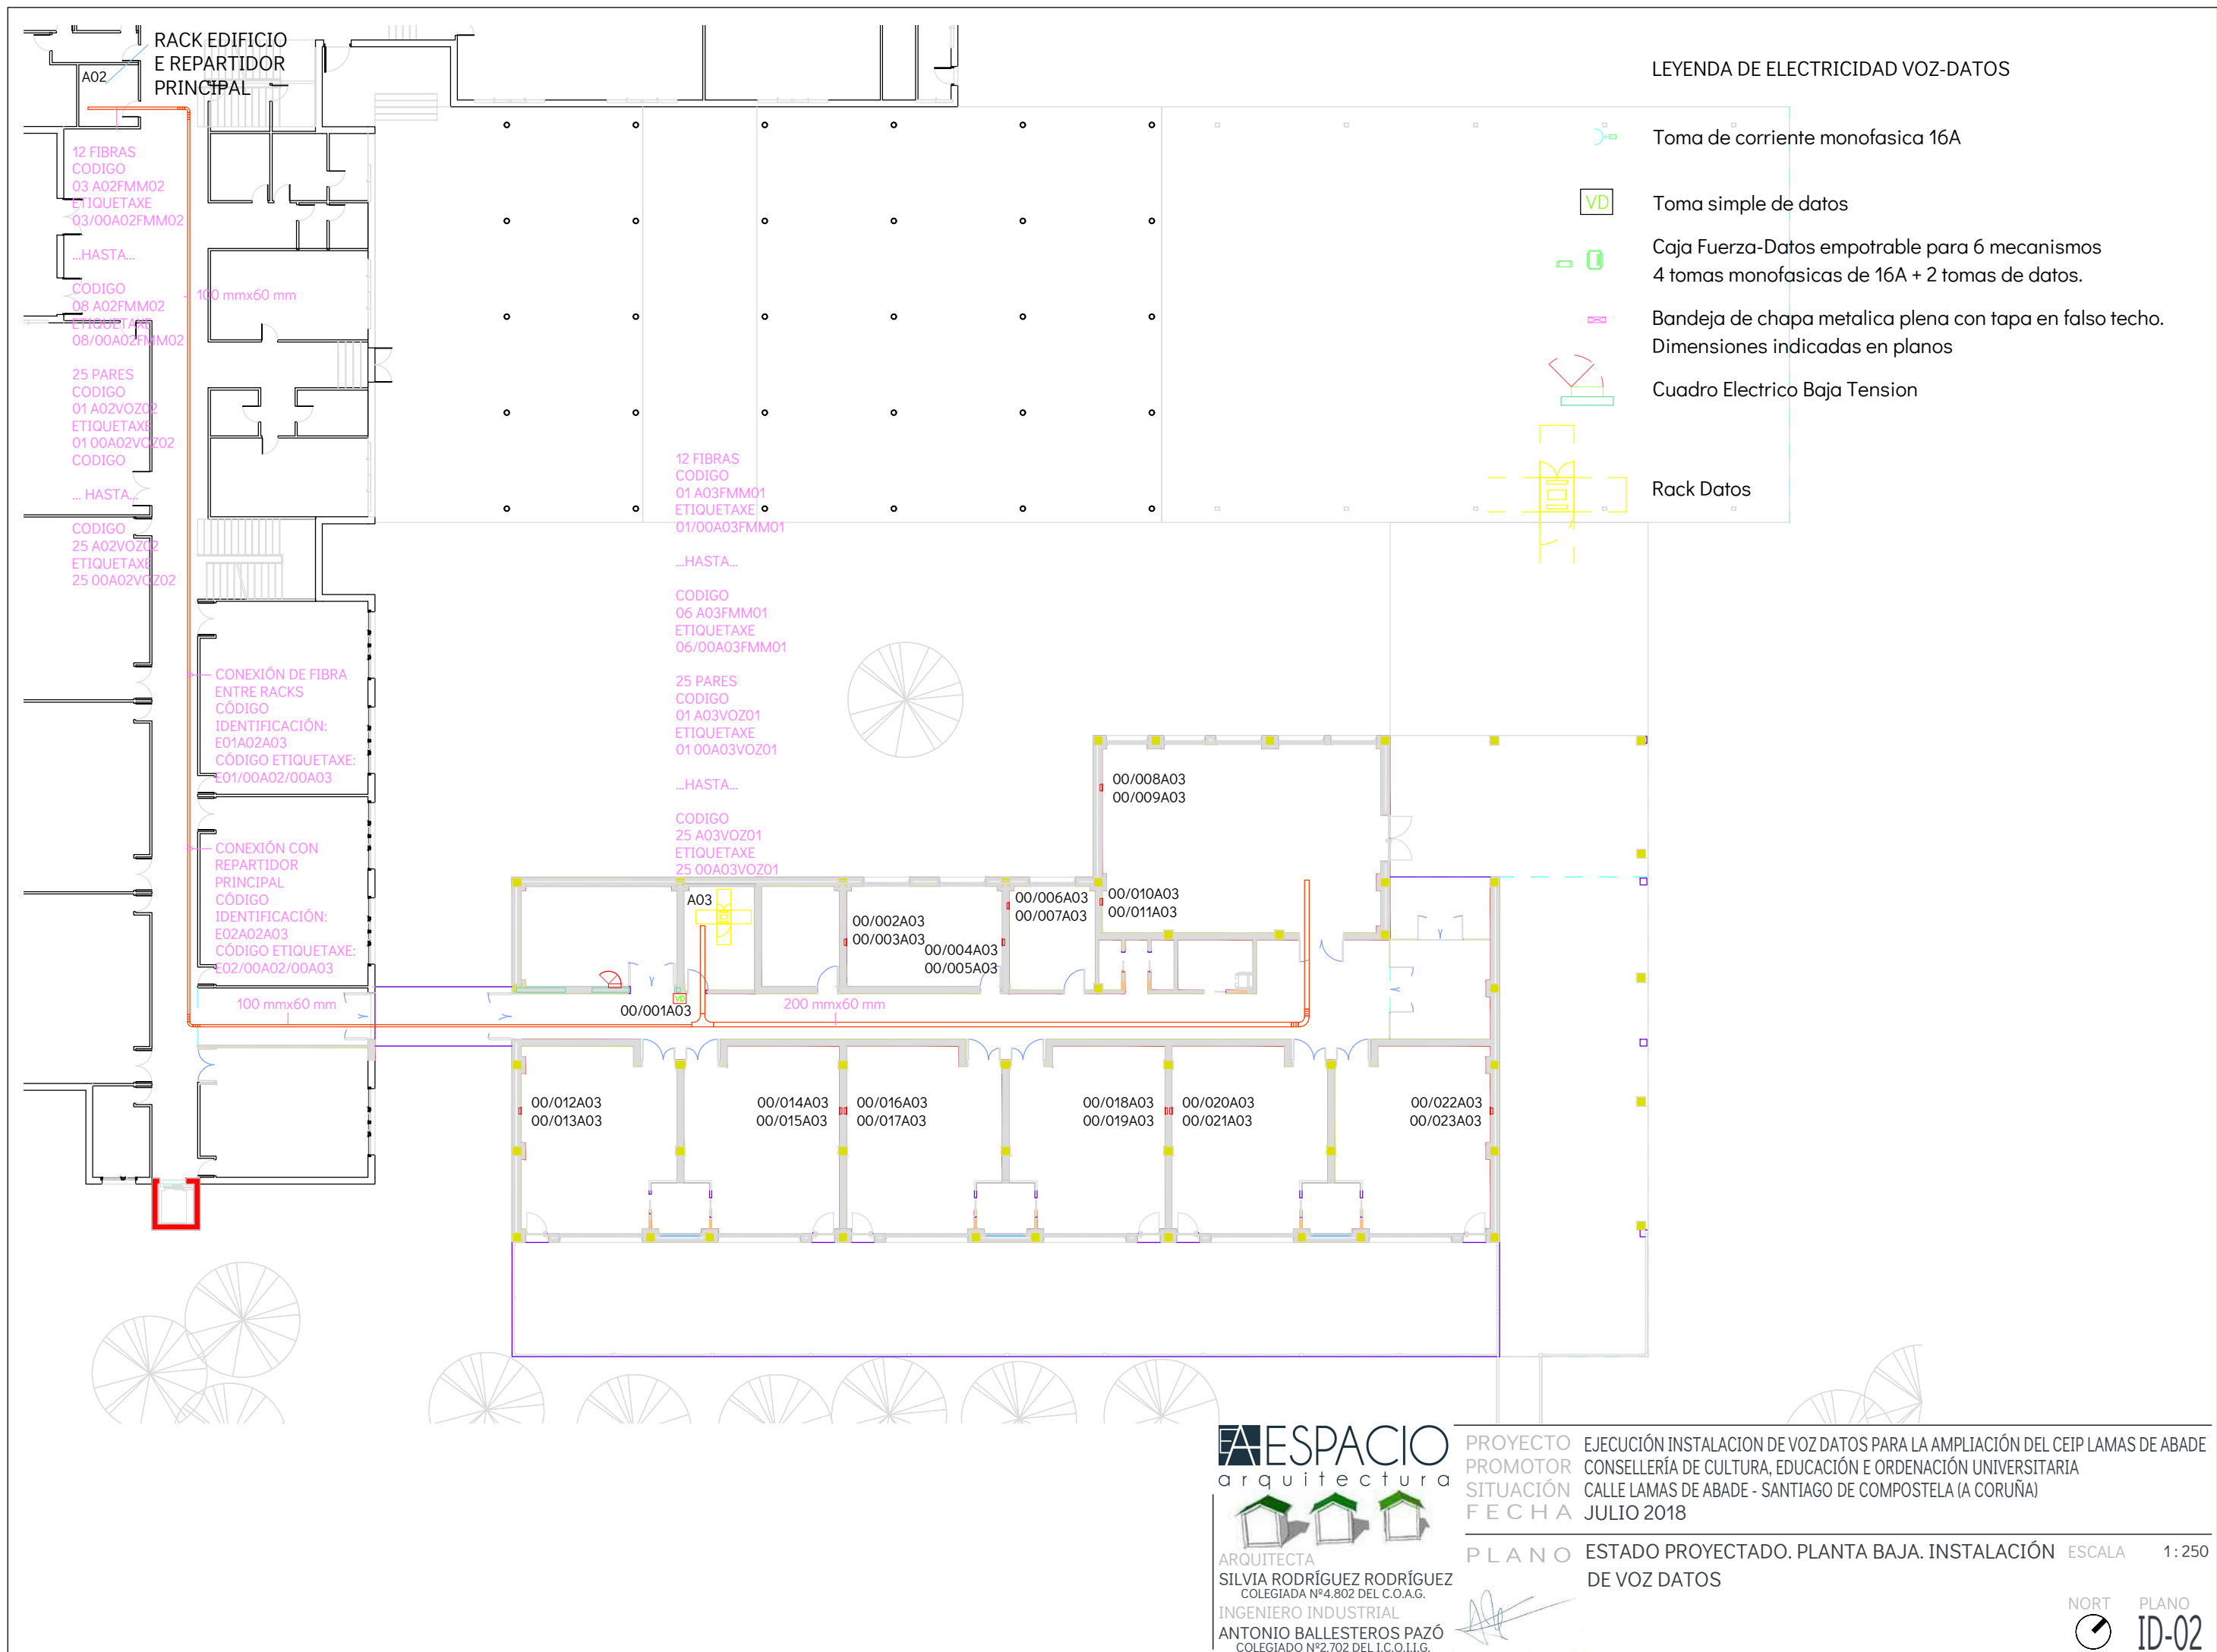 RACK EDIFICIO
E REPARTIDOR
PRINCIPAL
A02
12 FIBRAS
CODIGO
03 A02FMM02
ETIQUETAXE
03/00A02FMM02
...HASTA...
CODIGO
08 A02FMM02
ETIQUETAXE
08/00A02FMM02
25 PARES
CODIGO
01 A02VOZ02
ETIQUETAXE
01 00A02VOZ02
CODIGO
... HASTA...
CODIGO
25 A02VOZ02
ETIQUETAXE
25 00A02VOZ02
100 mmx60 mm
CONEXIÓN DE FIBRA
ENTRE RACKS
CÓDIGO
IDENTIFICACIÓN:
E01A02A03
CÓDIGO ETIQUETAXE:
E01/00A02/00A03
CONEXIÓN CON
REPARTIDOR
PRINCIPAL
CÓDIGO
IDENTIFICACIÓN:
E02A02A03
CÓDIGO ETIQUETAXE:
E02/00A02/00A03
100 mmx60 mm
12 FIBRAS
CODIGO
01 A03FMM01
ETIQUETAXE
01/00A03FMM01
...HASTA...
CODIGO
06 A03FMM01
ETIQUETAXE
06/00A03FMM01
25 PARES
CODIGO
01 A03VOZ01
ETIQUETAXE
01 00A03VOZ01
...HASTA...
CODIGO
25 A03VOZ01
ETIQUETAXE
25 00A03VOZ01
A03
VD
00/001A03
200 mmx60 mm
00/002A03
00/003A03
00/004A03
00/005A03
00/006A03
00/007A03
00/008A03
00/009A03
00/010A03
00/011A03
00/012A03
00/013A03
00/014A03
00/015A03
00/016A03
00/017A03
00/018A03
00/019A03
00/020A03
00/021A03
00/022A03
00/023A03
LEYENDA DE ELECTRICIDAD VOZ-DATOS
Toma de corriente monofasica 16A
VD Toma simple de datos
Caja Fuerza-Datos empotrable para 6 mecanismos
4 tomas monofasicas de 16A + 2 tomas de datos.
Bandeja de chapa metalica plena con tapa en falso techo.
Dimensiones indicadas en planos
Cuadro Electrico Baja Tension
Rack Datos
EA ESPACIO
arquitectura
ARQUITECTA
SILVIA RODRÍGUEZ RODRÍGUEZ
COLEGIADA Nº4.802 DEL C.O.A.G.
INGENIERO INDUSTRIAL
ANTONIO BALLESTEROS PAZÓ
COLEGIADO Nº2.702 DEL I.C.O.I.I.G.
PROYECTO EJECUCIÓN INSTALACION DE VOZ DATOS PARA LA AMPLIACIÓN DEL CEIP LAMAS DE ABADE
PROMOTOR CONSELLERÍA DE CULTURA, EDUCACIÓN E ORDENACIÓN UNIVERSITARIA
SITUACIÓN CALLE LAMAS DE ABADE - SANTIAGO DE COMPOSTELA (A CORUÑA)
FECHA JULIO 2018
PLANO ESTADO PROYECTADO. PLANTA BAJA. INSTALACIÓN
DE VOZ DATOS
ESCALA 1 : 250
NORT
PLANO
ID-02